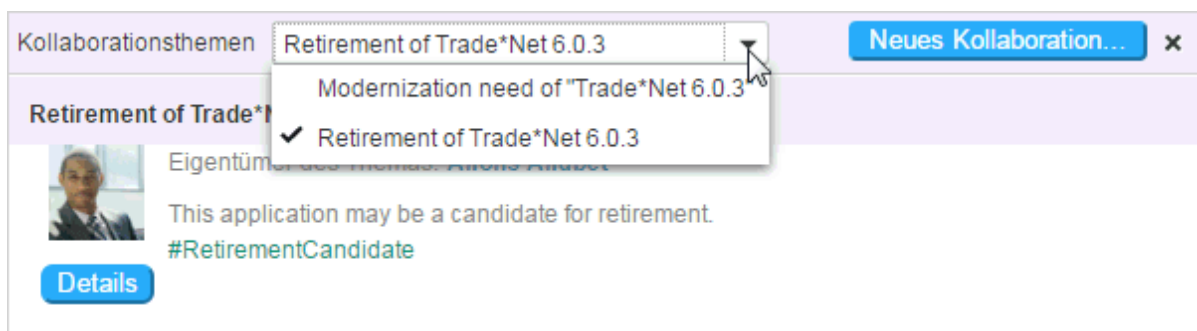 Kollaborationsthemen Retirement of Trade*Net 6.0.3 Neues Kollaboration...
Modernization need of "Trade*Net 6.0.3"
Retirement of Trade*
Retirement of Trade*Net 6.0.3
This application may be a candidate for retirement.
#RetirementCandidate
Details